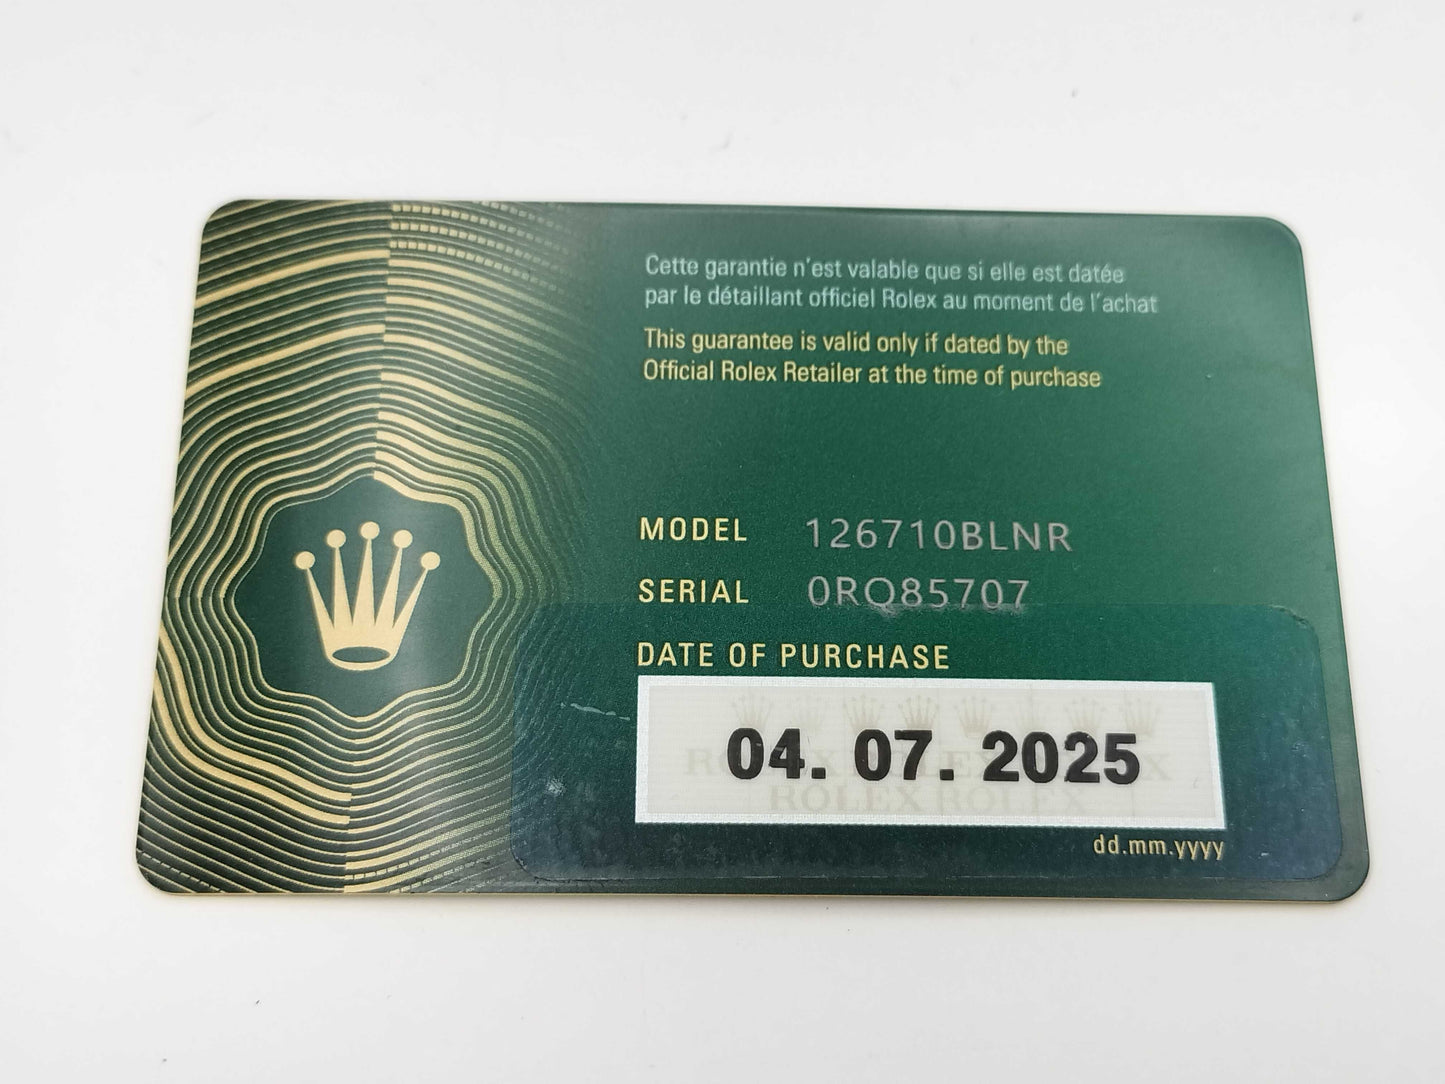 Cette garantie n'est valable que si elle est datée
par le détaillant officiel Rolex au moment de l'achat
This guarantee is valid only if dated by the
Official Rolex Retailer at the time of purchase
MODEL 126710BLNR
SERIAL 0RQ85707
DATE OF PURCHASE
04. 07. 2025
ROLEX ROLEX
dd.mm.yyyy